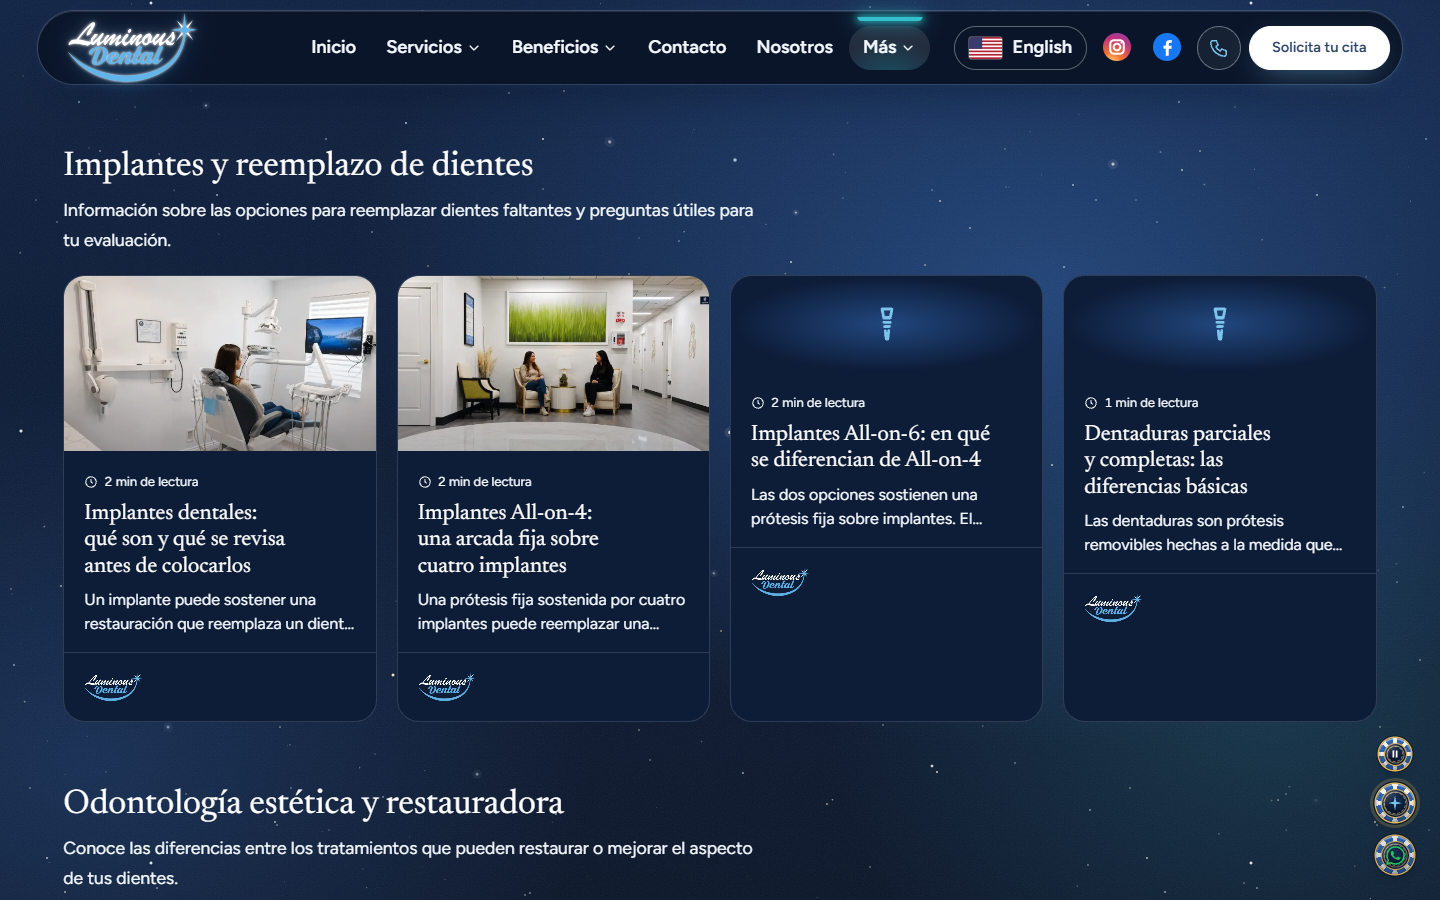 Luminous
Dental
Inicio
Servicios
Beneficios
Contacto
Nosotros
Más
English
Solicita tu cita
Implantes y reemplazo de dientes
Información sobre las opciones para reemplazar dientes faltantes y preguntas útiles para
tu evaluación.
2 min de lectura
Implantes dentales:
qué son y qué se revisa
antes de colocarlos
Un implante puede sostener una
restauración que reemplaza un dient...
Luminous
Dental
2 min de lectura
Implantes All-on-4:
una arcada fija sobre
cuatro implantes
Una prótesis fija sostenida por cuatro
implantes puede reemplazar una...
Luminous
Dental
2 min de lectura
Implantes All-on-6: en qué
se diferencian de All-on-4
Las dos opciones sostienen una
prótesis fija sobre implantes. El...
Luminous
Dental
1 min de lectura
Dentaduras parciales
y completas: las
diferencias básicas
Las dentaduras son prótesis
removibles hechas a la medida que...
Luminous
Dental
Odontología estética y restauradora
Conoce las diferencias entre los tratamientos que pueden restaurar o mejorar el aspecto
de tus dientes.